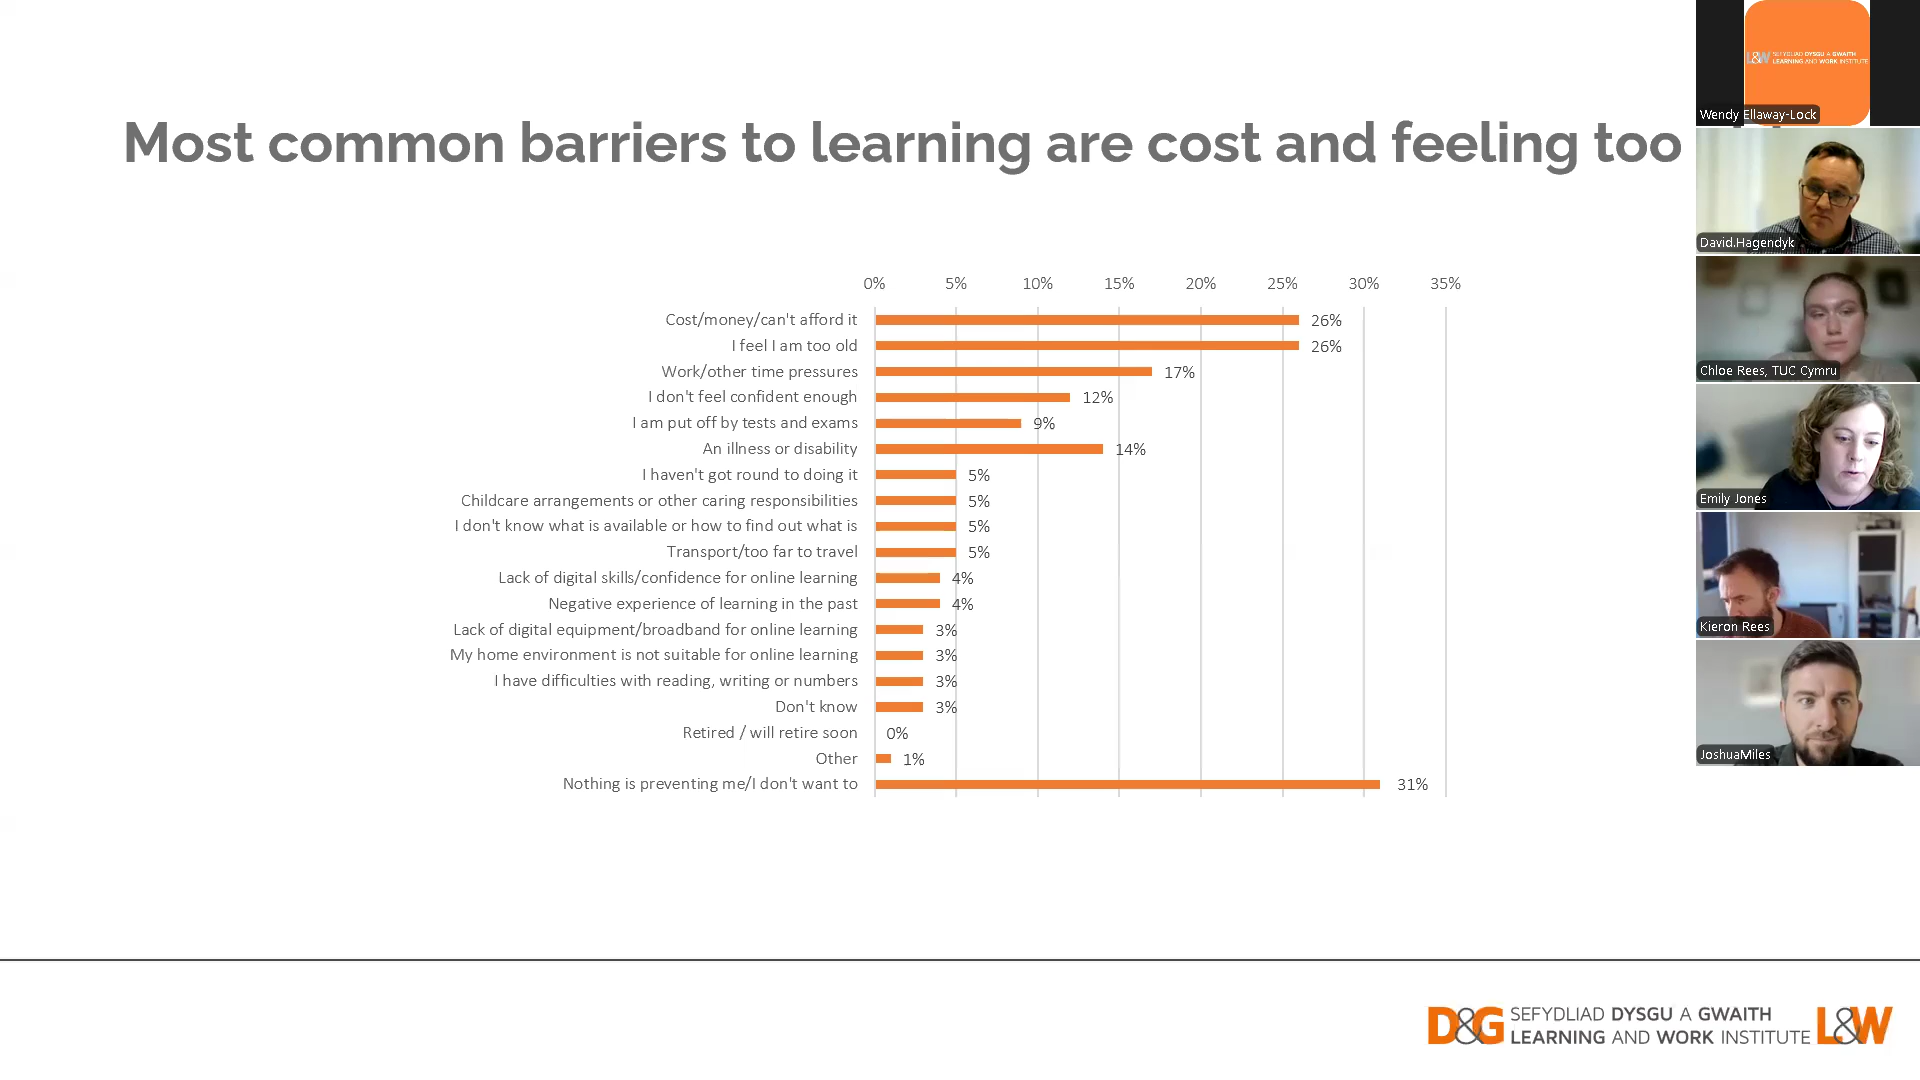 Most common barriers to learning are cost and feeling too
0% 5% 10% 15% 20% 25% 30% 35%
Cost/money/can't afford it 26%
I feel I am too old 26%
Work/other time pressures 17%
I don't feel confident enough 12%
I am put off by tests and exams 9%
An illness or disability 14%
I haven't got round to doing it 5%
Childcare arrangements or other caring responsibilities 5%
I don't know what is available or how to find out what is 5%
Transport/too far to travel 5%
Lack of digital skills/confidence for online learning 4%
Negative experience of learning in the past 4%
Lack of digital equipment/broadband for online learning 3%
My home environment is not suitable for online learning 3%
I have difficulties with reading, writing or numbers 3%
Don't know 3%
Retired / will retire soon 0%
Other 1%
Nothing is preventing me/I don't want to 31%
L&W SEFYDLIAD DYSGU A GWAITH
LEARNING AND WORK INSTITUTE
Wendy Ellaway-Lock
David.Hagendyk
Chloe Rees, TUC Cymru
Emily Jones
Kieron Rees
JoshuaMiles
D&G SEFYDLIAD DYSGU A GWAITH
LEARNING AND WORK INSTITUTE L&W